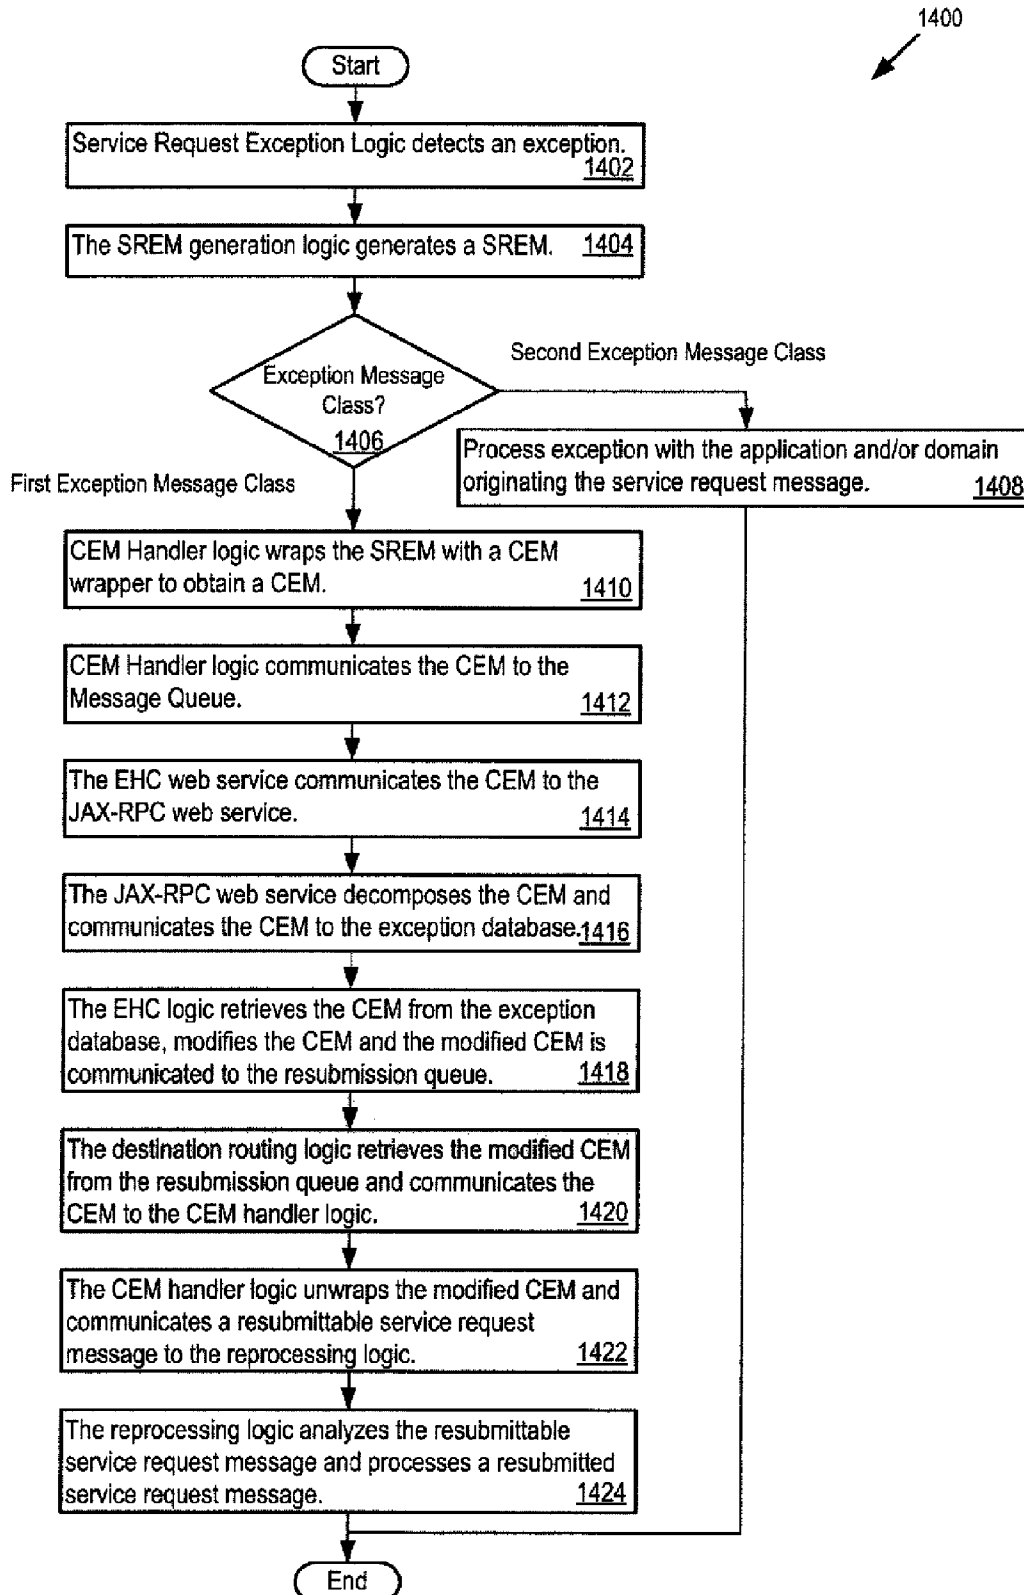 1400
Start
Service Request Exception Logic detects an exception.
1402
The SREM generation logic generates a SREM. 1404
Second Exception Message Class
Exception Message
Class?
1406
Process exception with the application and/or domain
originating the service request message. 1408
First Exception Message Class
CEM Handler logic wraps the SREM with a CEM
wrapper to obtain a CEM. 1410
CEM Handler logic communicates the CEM to the
Message Queue. 1412
The EHC web service communicates the CEM to the
JAX-RPC web service. 1414
The JAX-RPC web service decomposes the CEM and
communicates the CEM to the exception database. 1416
The EHC logic retrieves the CEM from the exception
database, modifies the CEM and the modified CEM is
communicated to the resubmission queue. 1418
The destination routing logic retrieves the modified CEM
from the resubmission queue and communicates the
CEM to the CEM handler logic. 1420
The CEM handler logic unwraps the modified CEM and
communicates a resubmittable service request
message to the reprocessing logic. 1422
The reprocessing logic analyzes the resubmittable
service request message and processes a resubmitted
service request message. 1424
End